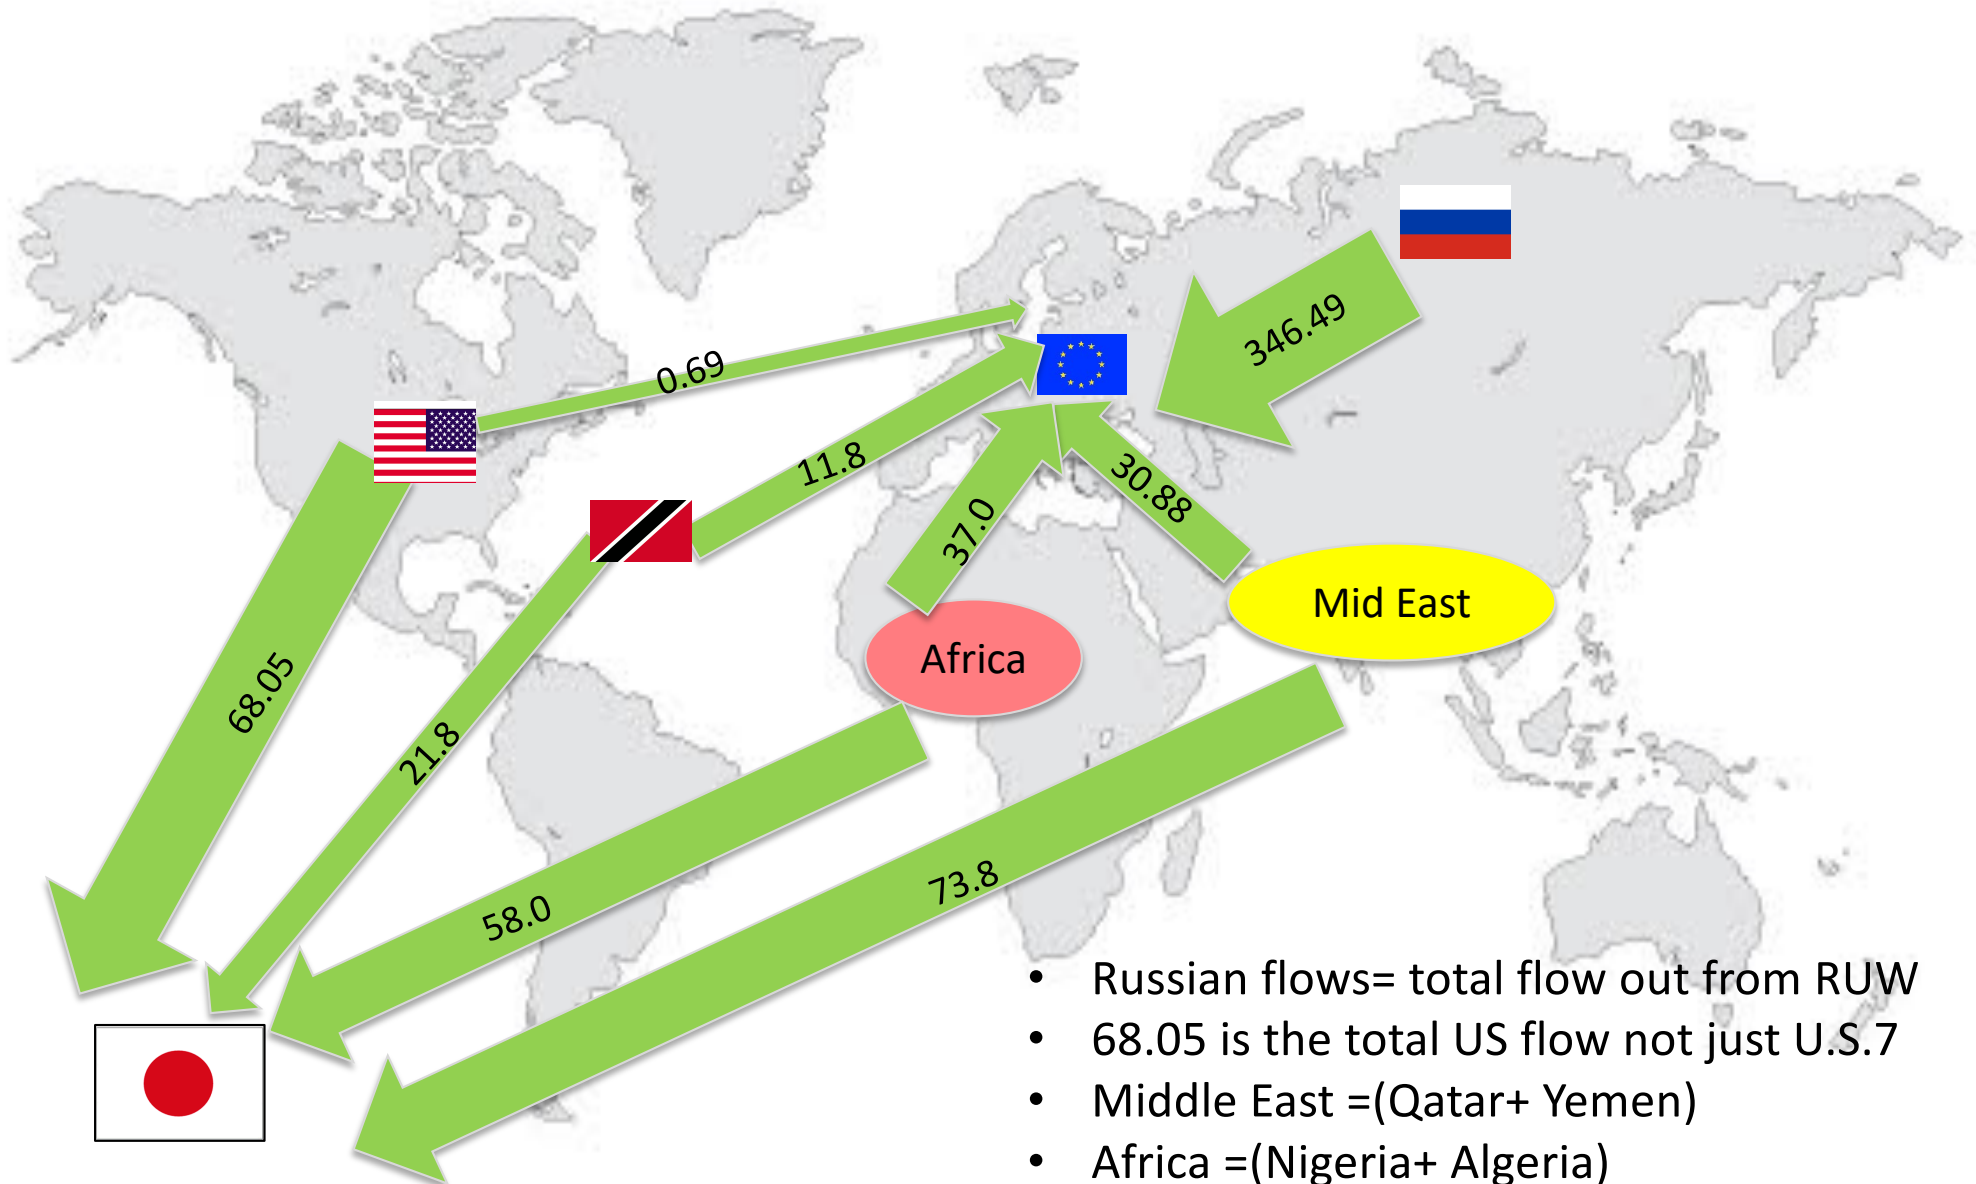 346.49
0.69
11.8
30.88
37.0
Mid East
Africa
68.05
21.8
73.8
58.0
• Russian flows= total flow out from RUW
• 68.05 is the total US flow not just U.S.7
• Middle East =(Qatar+ Yemen)
• Africa =(Nigeria+ Algeria)